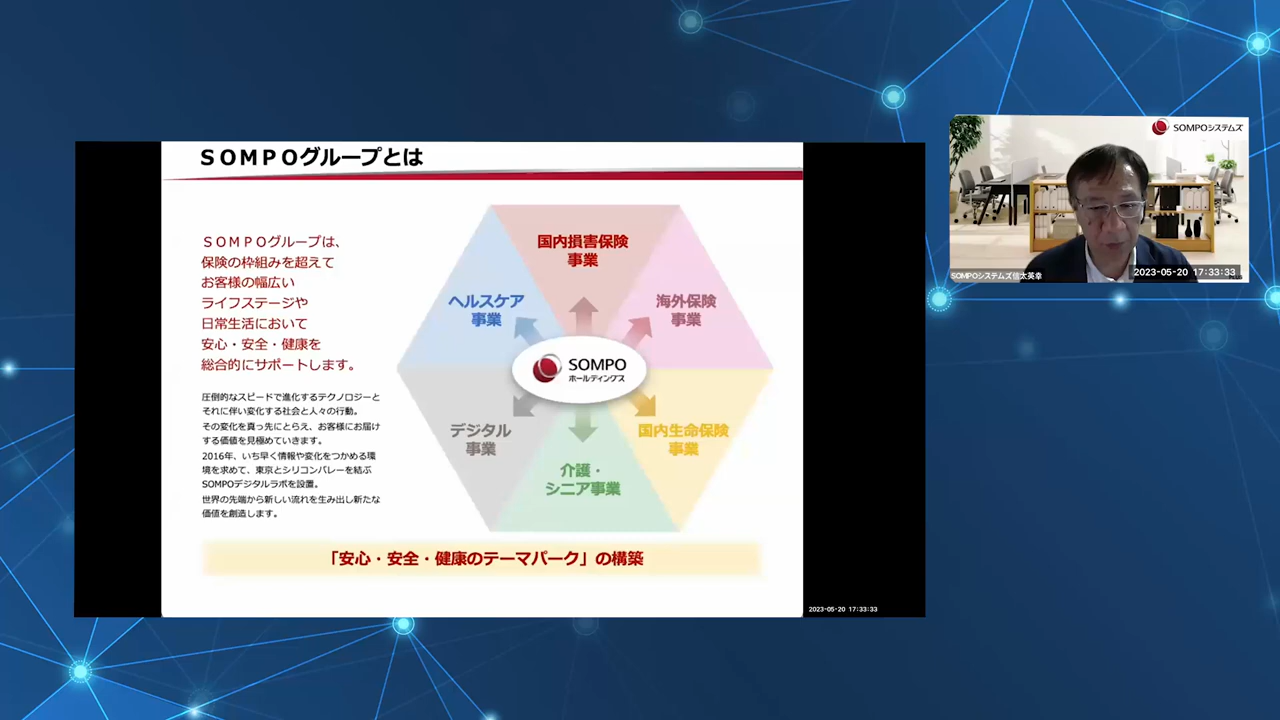 SOMPOグループとは
SOMPOグループは、
保険の枠組みを超えて
お客様の幅広い
ライフステージや
日常生活において
安心・安全・健康を
総合的にサポートします。
圧倒的なスピードで進化するテクノロジーと
それに伴い変化する社会と人々の行動。
その変化を真っ先にとらえ、お客様にお届け
する価値を見極めていきます。
2016年、いち早く情報や変化をつかめる環
境を求めて、東京とシリコンバレーを結ぶ
SOMPOデジタルラボを設置。
世界の先端から新しい流れを生み出し新たな
価値を創造します。
国内損害保険
事業
ヘルスケア
事業
海外保険
事業
SOMPO
ホールディングス
デジタル
事業
国内生命保険
事業
介護・
シニア事業
「安心・安全・健康のテーマパーク」の構築
2023-05-20 17:33:33
SOMPOシステムズ
SOMPOシステムズ信太英幸
2023-05-20 17:33:33